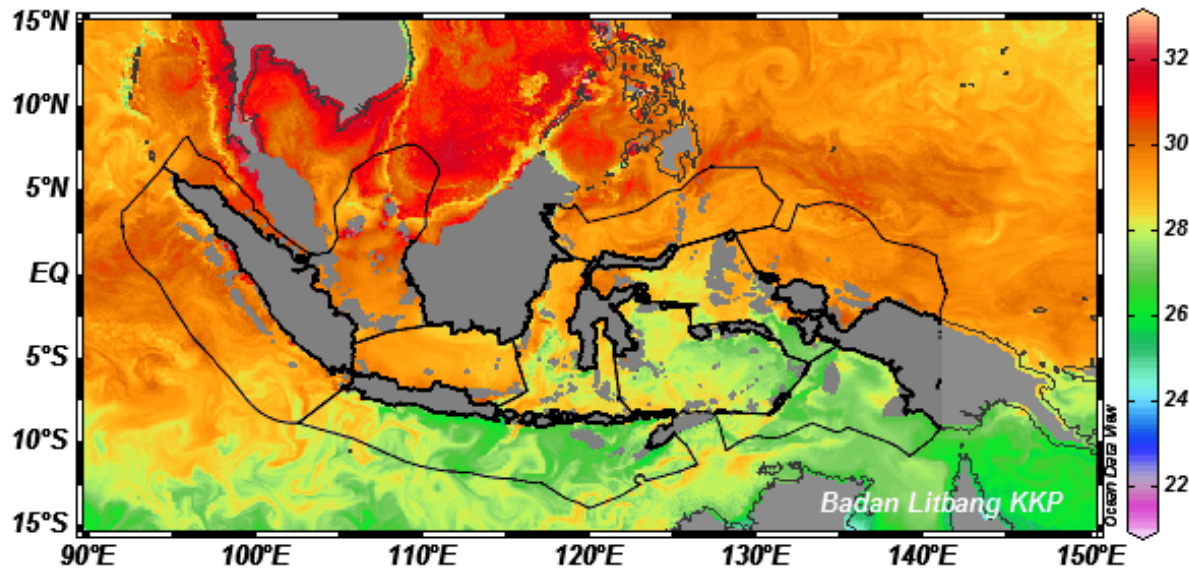 15°N
10°N
5°N
EQ
5°S
10°S
15°S
90°E 100°E 110°E 120°E 130°E 140°E 150°E
32
30
28
26
24
22
Ocean Data View
Badan Litbang KKP